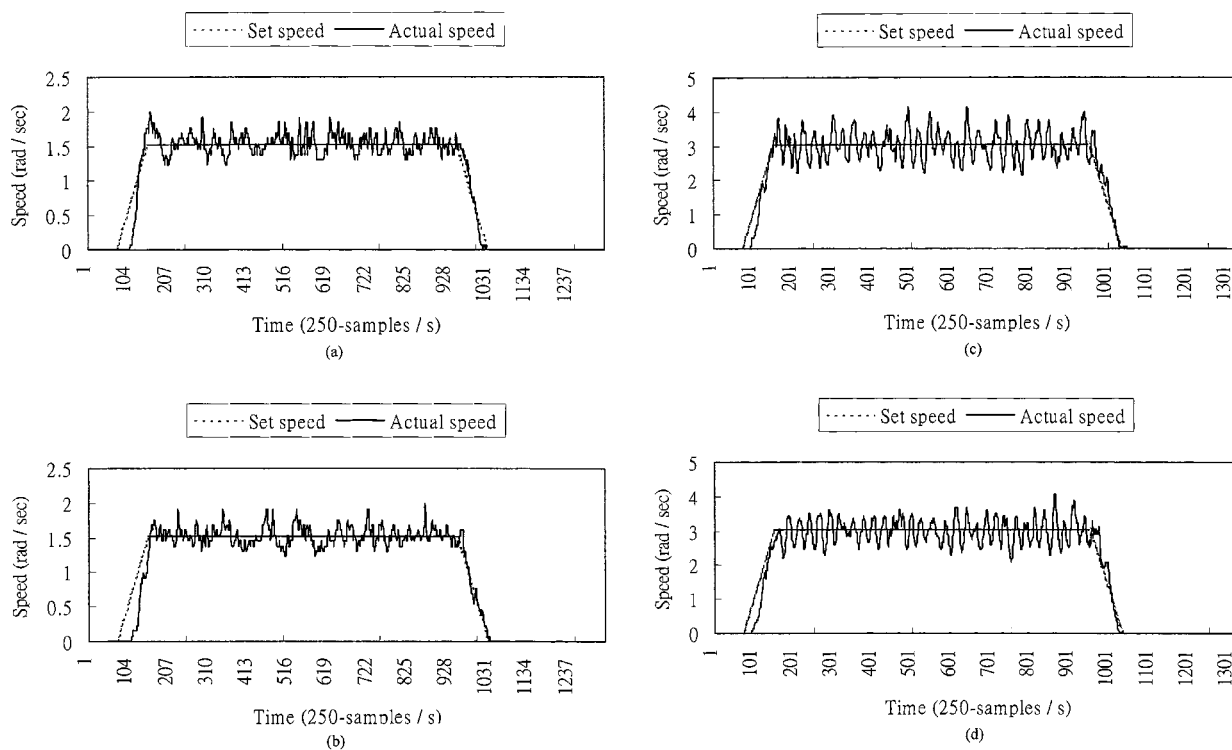 Set speed Actual speed
2.5
2
1.5
1
0.5
0
Speed (rad / sec)
1 104 207 310 413 516 619 722 825 928 1031 1134 1237
Time (250-samples / s)
(a)
Set speed Actual speed
5
4
3
2
1
0
Speed (rad / sec)
1 101 201 301 401 501 601 701 801 901 1001 1101 1201 1301
Time (250-samples / s)
(c)
Set speed Actual speed
2.5
2
1.5
1
0.5
0
Speed (rad / sec)
1 104 207 310 413 516 619 722 825 928 1031 1134 1237
Time (250-samples / s)
(b)
Set speed Actual speed
5
4
3
2
1
0
Speed (rad / sec)
1 101 201 301 401 501 601 701 801 901 1001 1101 1201 1301
Time (250-samples / s)
(d)